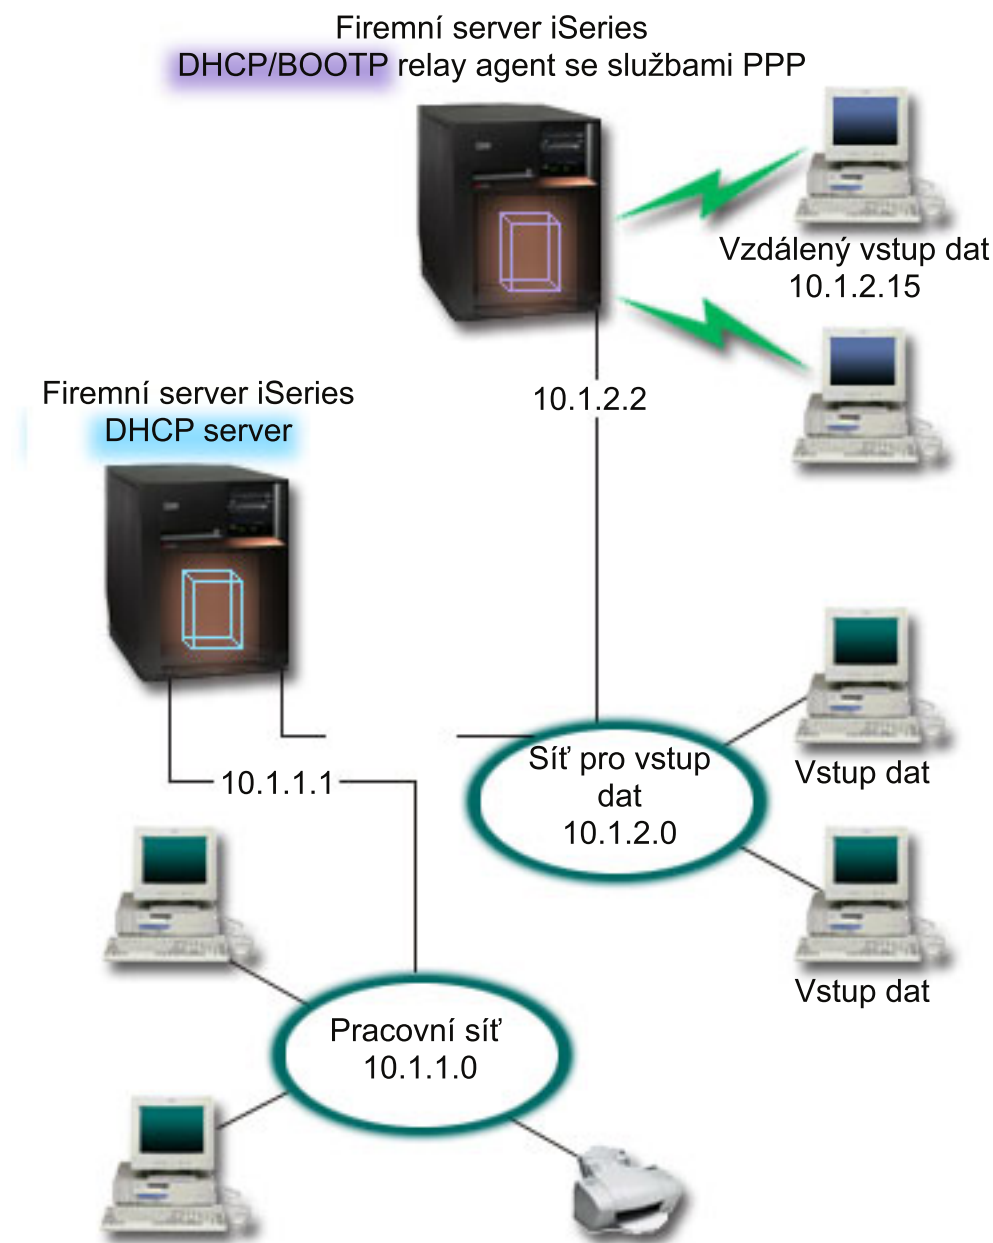 Firemní server iSeries
DHCP/BOOTP relay agent se službami PPP
Vzdálený vstup dat
10.1.2.15
10.1.2.2
Firemní server iSeries
DHCP server
10.1.1.1
Síť pro vstup
dat
10.1.2.0
Vstup dat
Vstup dat
Pracovní síť
10.1.1.0